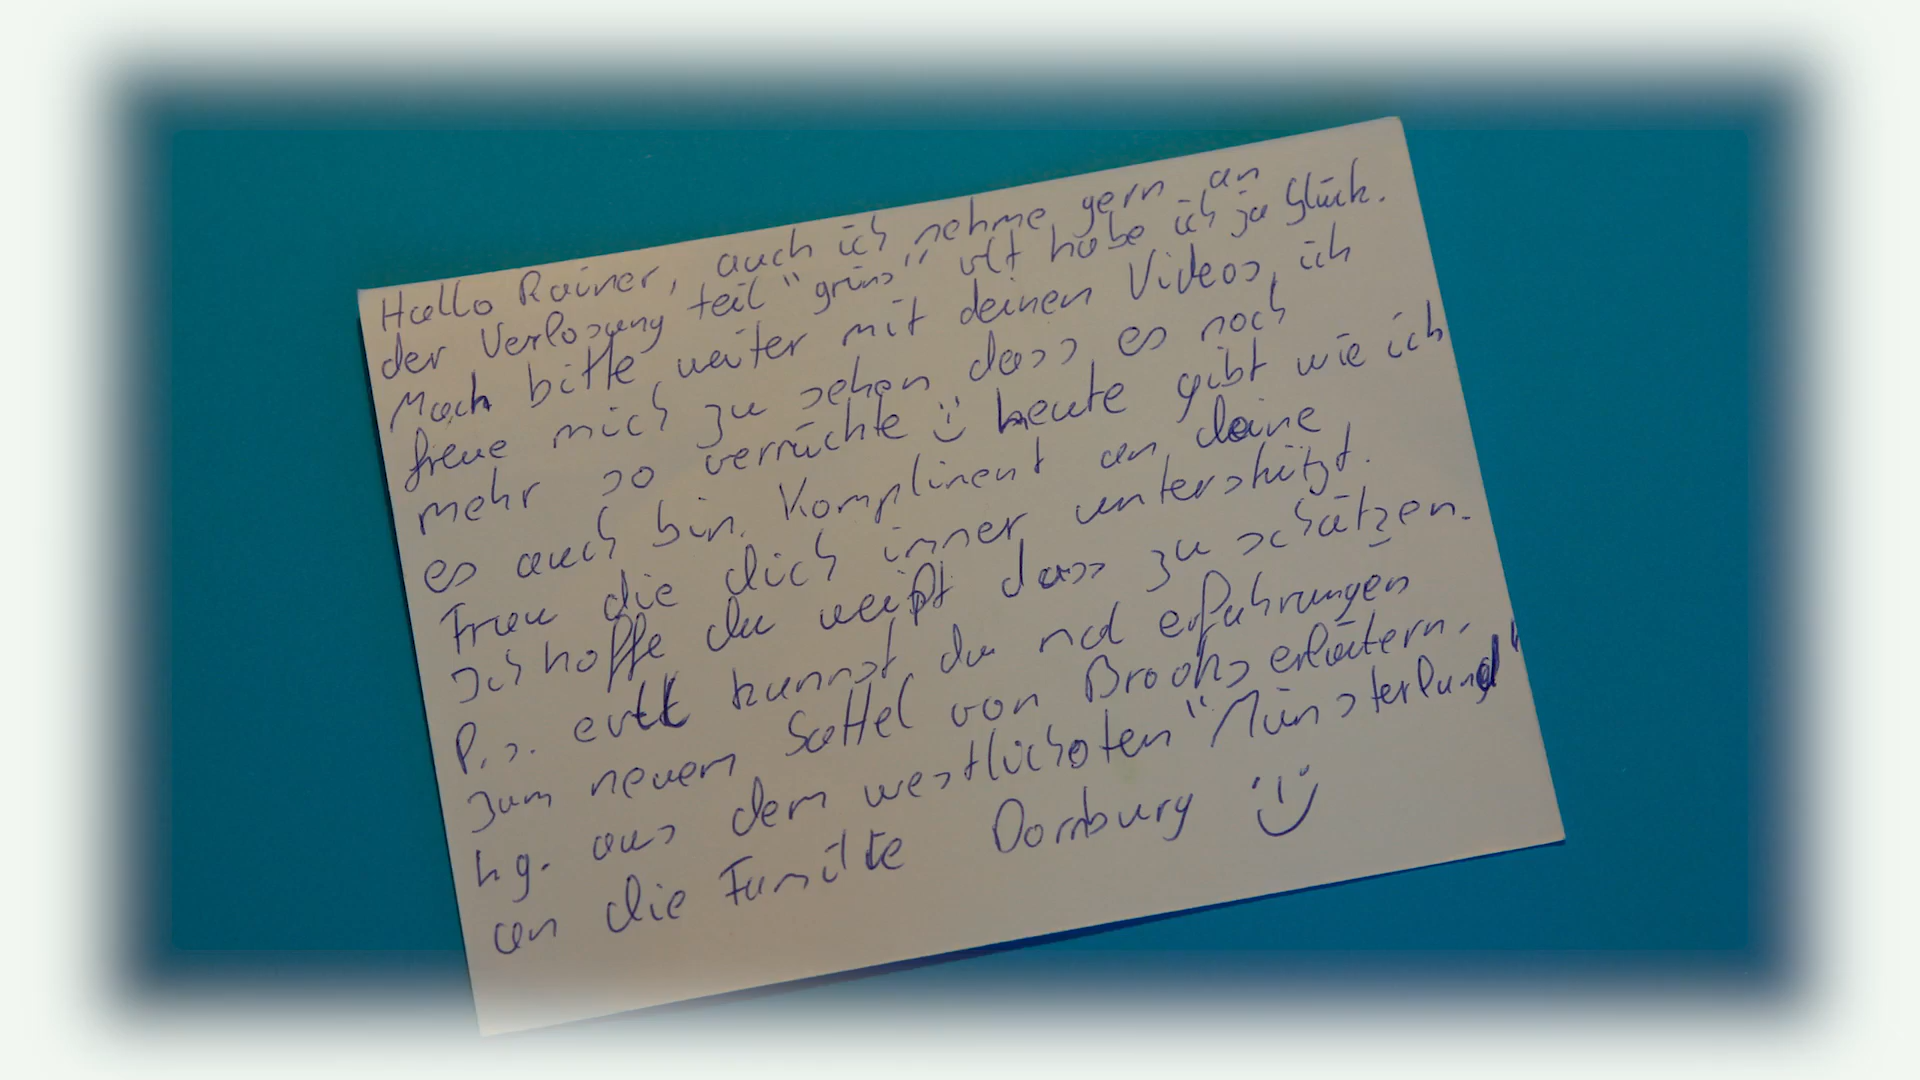 Hallo Rainer, auch ich nehme gern an
der Verlosung teil "grins" vlt habe ich ja Glück.
Mach bitte weiter mit deinen Videos, ich
freue mich zu sehen dass es noch
mehr so verrückte :) Leute gibt wie ich
es auch bin. Kompliment an deine
Frau die dich immer unterstützt.
Ich hoffe du weißt dass zu schätzen.
P.s. evtl kannst du mal erfahrungen
zum neuem Sattel von Brooks erläutern.
hg. aus dem westlichsten "Münsterland"
an die Familie Dornburg :)